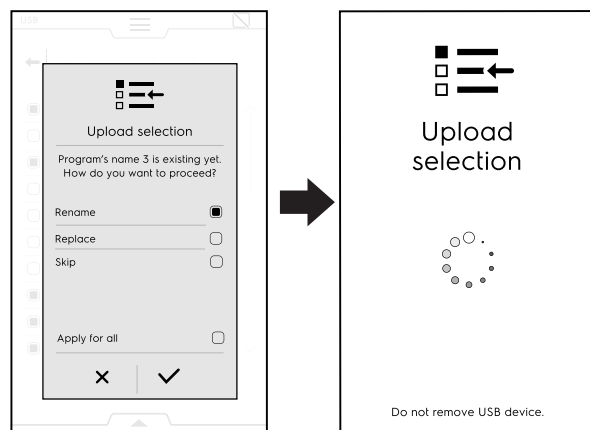 USB
Upload selection
Program's name 3 is existing yet.
How do you want to proceed?
Rename
Replace
Skip
Apply for all
Upload
selection
Do not remove USB device.